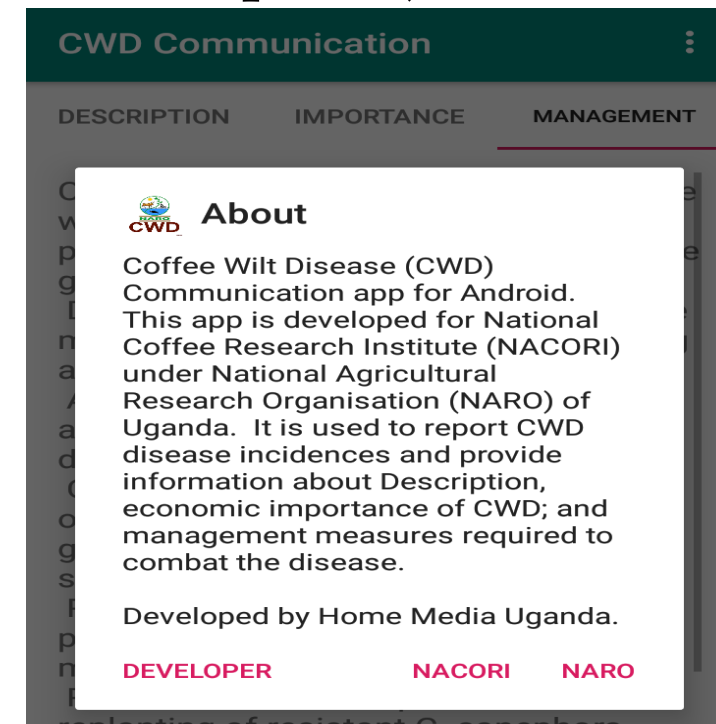 CWD Communication
DESCRIPTION IMPORTANCE MANAGEMENT
NARO
CWD
About
Coffee Wilt Disease (CWD)
Communication app for Android.
This app is developed for National
Coffee Research Institute (NACORI)
under National Agricultural
Research Organisation (NARO) of
Uganda.  It is used to report CWD
disease incidences and provide
information about Description,
economic importance of CWD; and
management measures required to
combat the disease.
Developed by Home Media Uganda.
DEVELOPER NACORI NARO